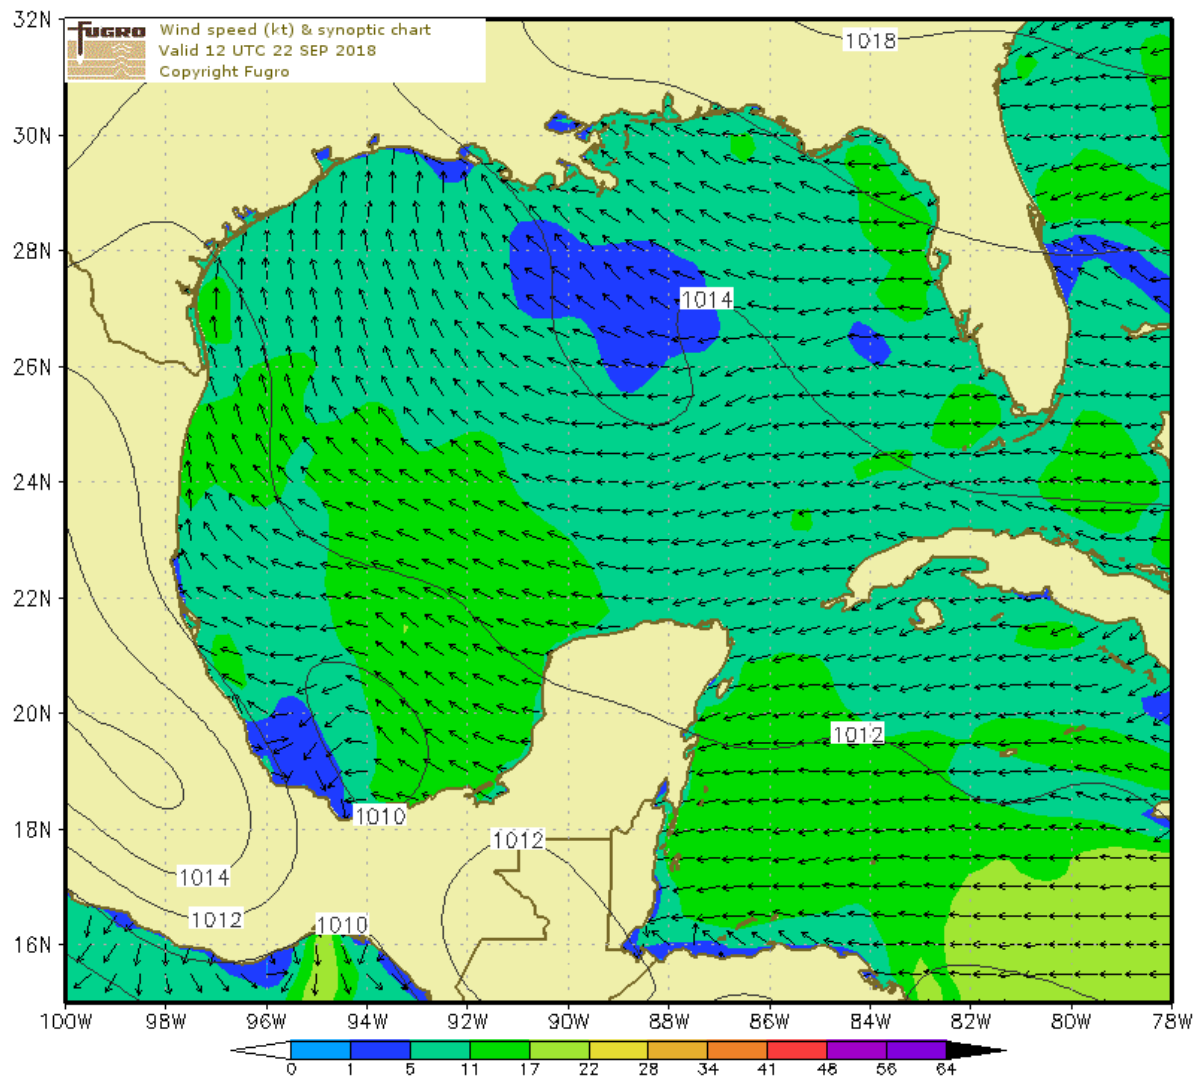 32N
FUGRO
Wind speed (kt) & synoptic chart
Valid 12 UTC 22 SEP 2018
Copyright Fugro
1018
30N
28N
1014
26N
24N
22N
20N
1012
1010
18N
1012
1014
1012
1010
16N
100W 98W 96W 94W 92W 90W 88W 86W 84W 82W 80W 78W
0 1 5 11 17 22 28 34 41 48 56 64